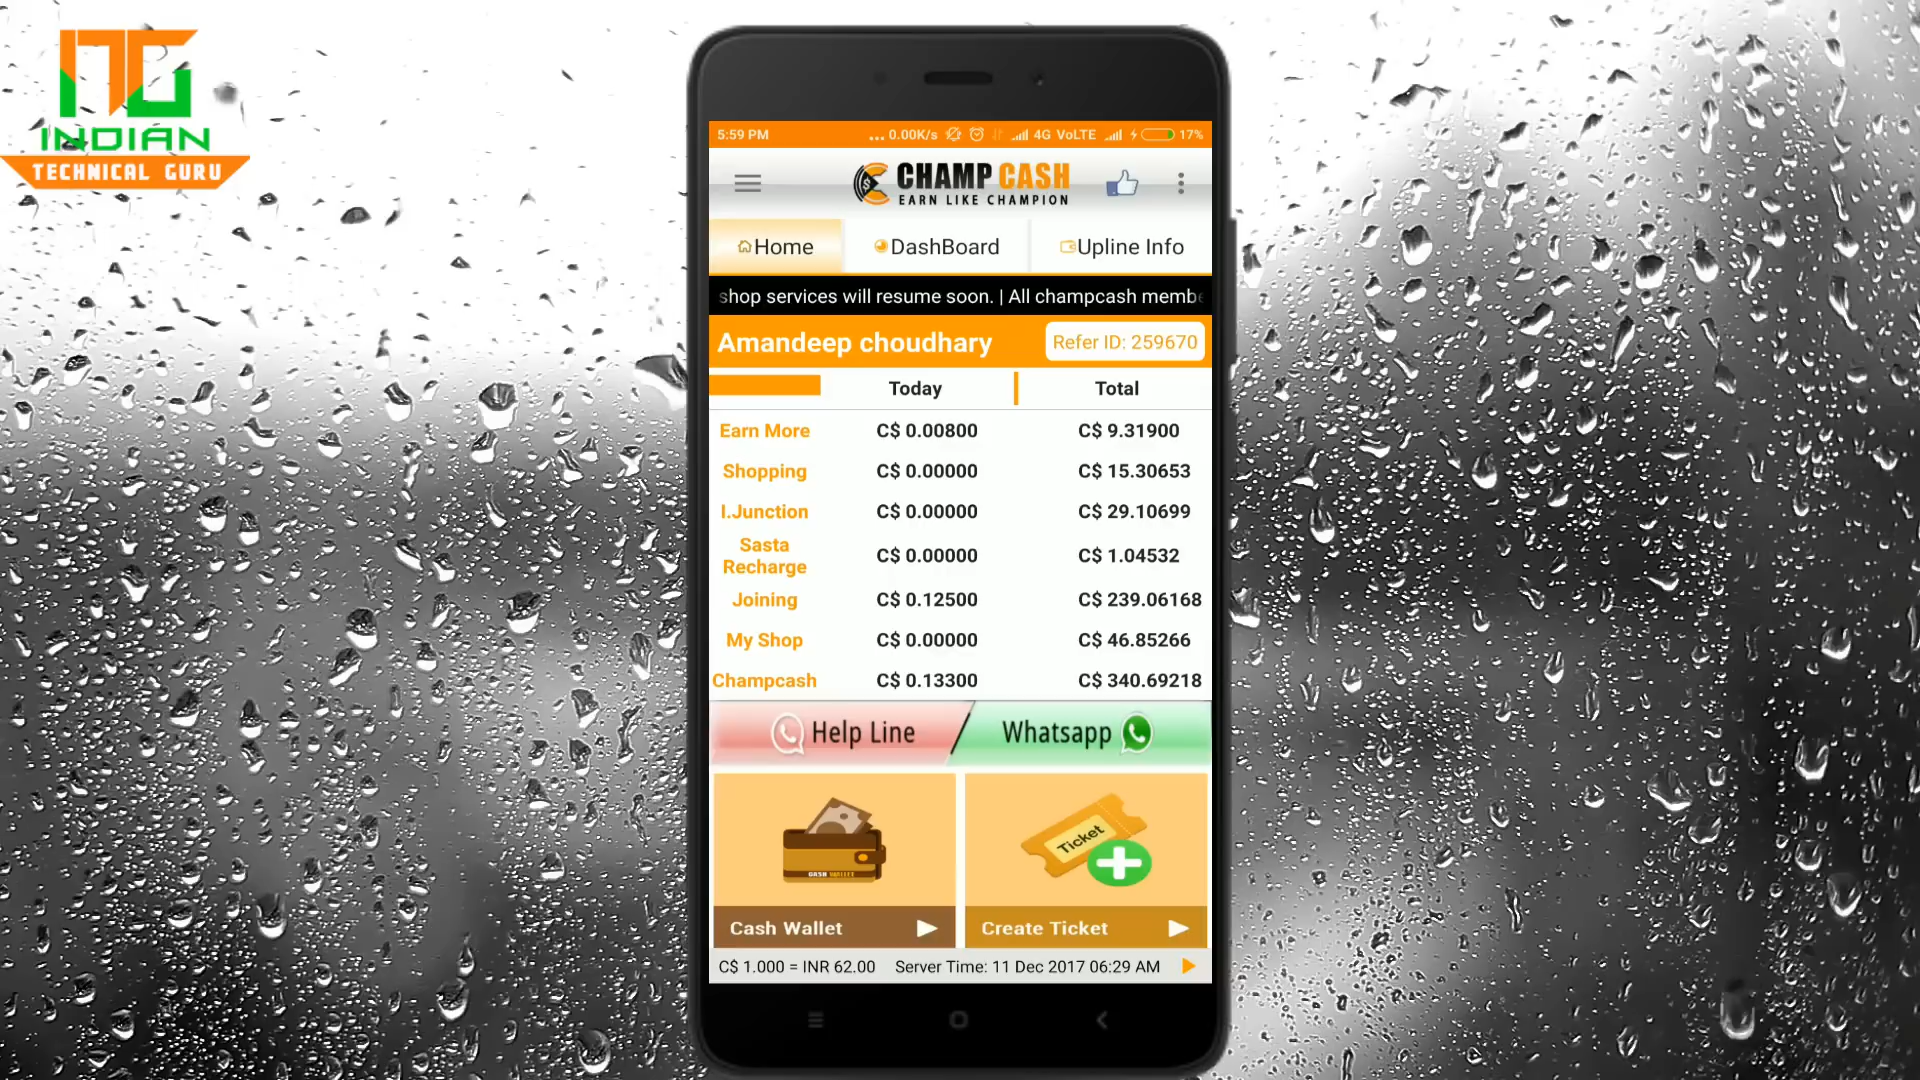 INDIAN
TECHNICAL GURU
5:59 PM
... 0.00K/s 4G VoLTE 17%
CHAMP CASH
EARN LIKE CHAMPION
Home DashBoard Upline Info
shop services will resume soon. | All champcash membe
Amandeep choudhary Refer ID: 259670
Today Total
Earn More C$ 0.00800 C$ 9.31900
Shopping C$ 0.00000 C$ 15.30653
I.Junction C$ 0.00000 C$ 29.10699
Sasta
Recharge C$ 0.00000 C$ 1.04532
Joining C$ 0.12500 C$ 239.06168
My Shop C$ 0.00000 C$ 46.85266
Champcash C$ 0.13300 C$ 340.69218
Help Line Whatsapp
CASH WALLET
Ticket
Cash Wallet Create Ticket
C$ 1.000 = INR 62.00 Server Time: 11 Dec 2017 06:29 AM